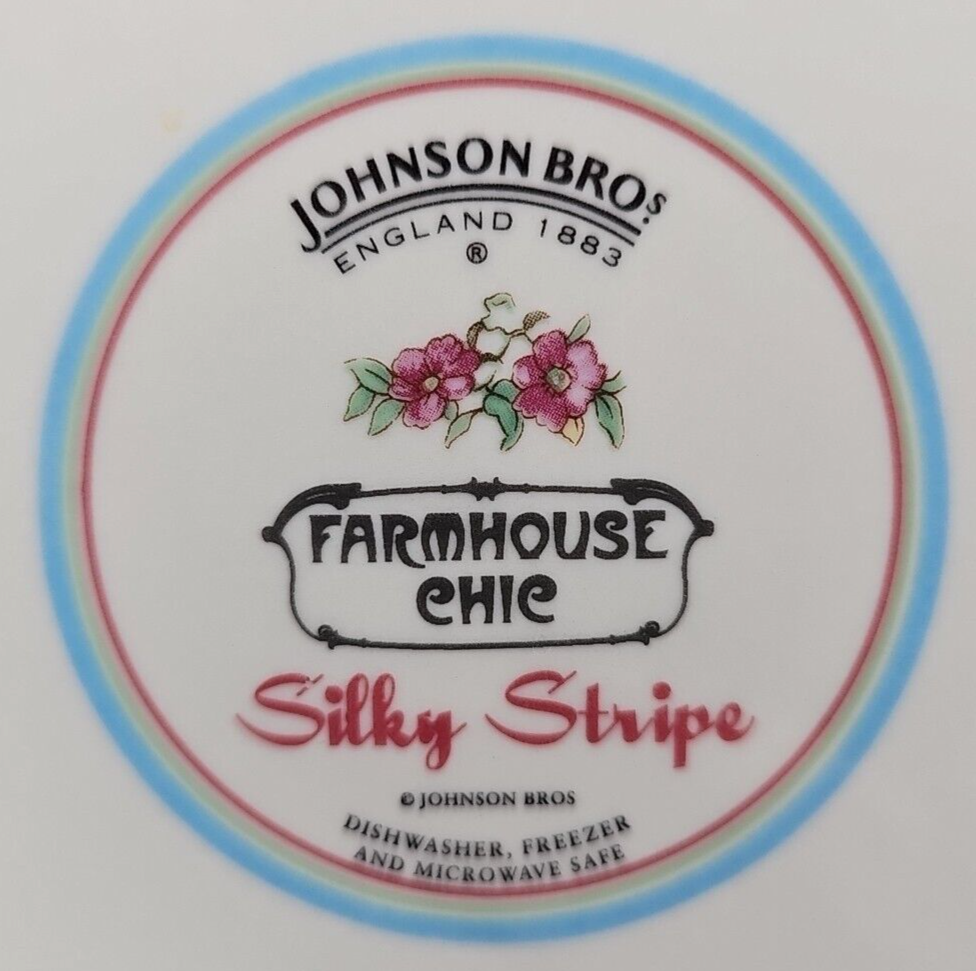 JOHNSON BROS.
ENGLAND 1883
®
FARMHOUSE
CHIC
Silky Stripe
© JOHNSON BROS
DISHWASHER, FREEZER
AND MICROWAVE SAFE